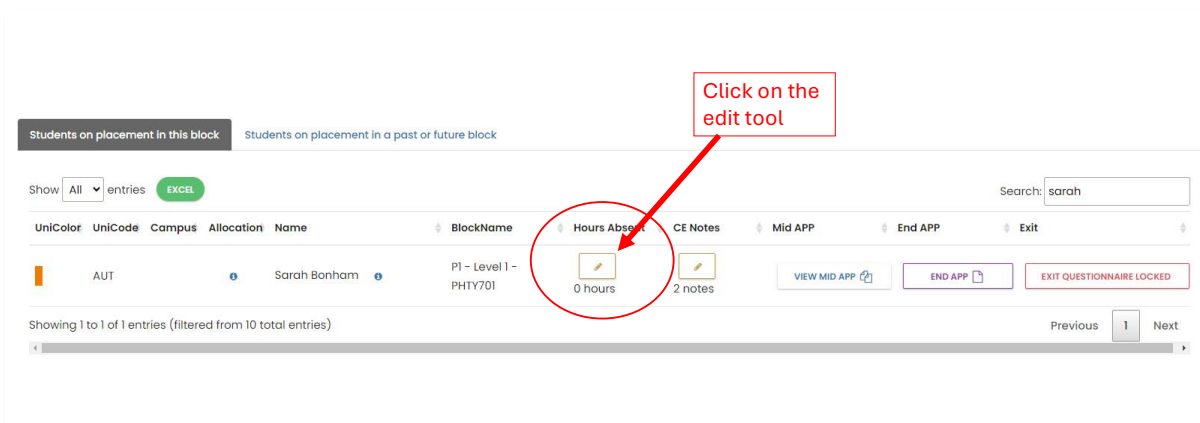 Click on the
edit tool
Students on placement in this block Students on placement in a past or future block
Show All entries EXCEL Search: sarah
UniColor UniCode Campus Allocation Name BlockName Hours Absent CE Notes Mid APP End APP Exit
AUT Sarah Bonham P1 - Level 1 -
PHTY701 0 hours 2 notes VIEW MID APP END APP EXIT QUESTIONNAIRE LOCKED
Showing 1 to 1 of 1 entries (filtered from 10 total entries) Previous 1 Next